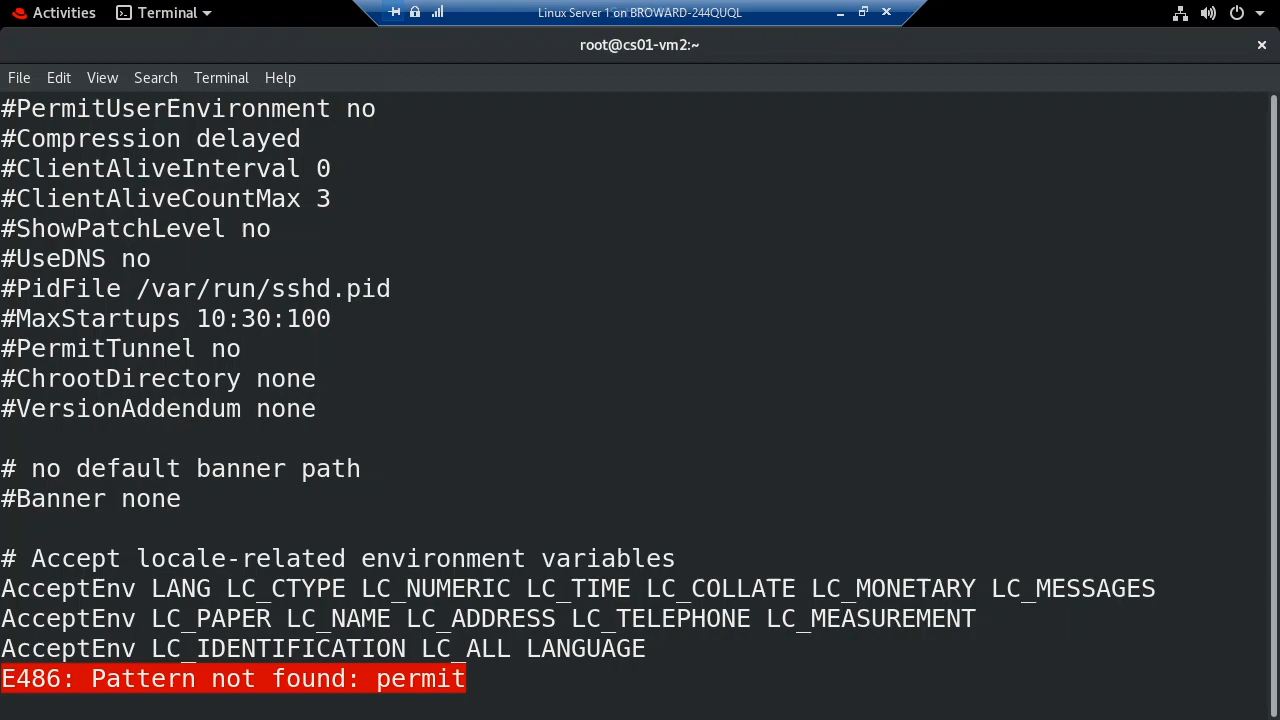 Activities Terminal Linux Server 1 on BROWARD-244QUQL
root@cs01-vm2:~
File Edit View Search Terminal Help
#PermitUserEnvironment no
#Compression delayed
#ClientAliveInterval 0
#ClientAliveCountMax 3
#ShowPatchLevel no
#UseDNS no
#PidFile /var/run/sshd.pid
#MaxStartups 10:30:100
#PermitTunnel no
#ChrootDirectory none
#VersionAddendum none
# no default banner path
#Banner none
# Accept locale-related environment variables
AcceptEnv LANG LC_CTYPE LC_NUMERIC LC_TIME LC_COLLATE LC_MONETARY LC_MESSAGES
AcceptEnv LC_PAPER LC_NAME LC_ADDRESS LC_TELEPHONE LC_MEASUREMENT
AcceptEnv LC_IDENTIFICATION LC_ALL LANGUAGE
E486: Pattern not found: permit